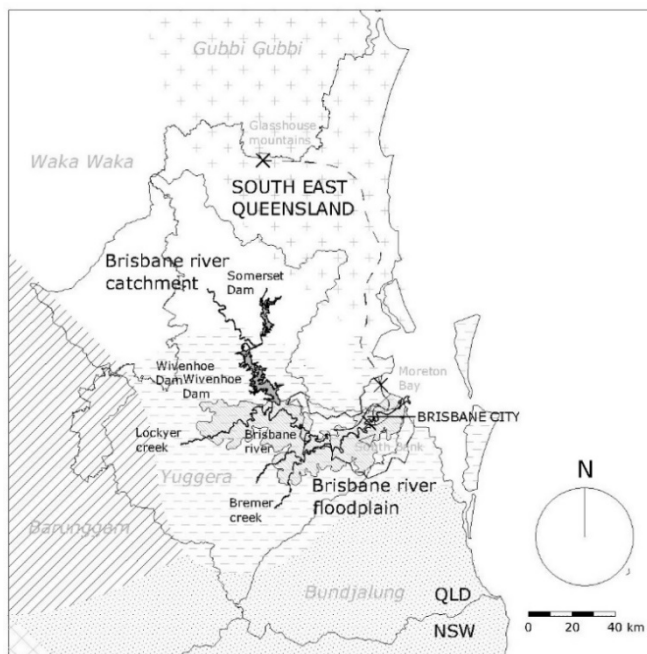 Gubbi Gubbi
Glasshouse
mountains
Waka Waka
SOUTH EAST
QUEENSLAND
Brisbane river
catchment
Somerset
Dam
Wivenhoe
Dam
Wivenhoe
Dam
Moreton
Bay
BRISBANE CITY
Lockyer
creek
Brisbane
river
South Bank
Yuggera
Brisbane river
floodplain
Bremer
creek
Barunggam
Bundjalung
QLD
NSW
N
0 20 40 km